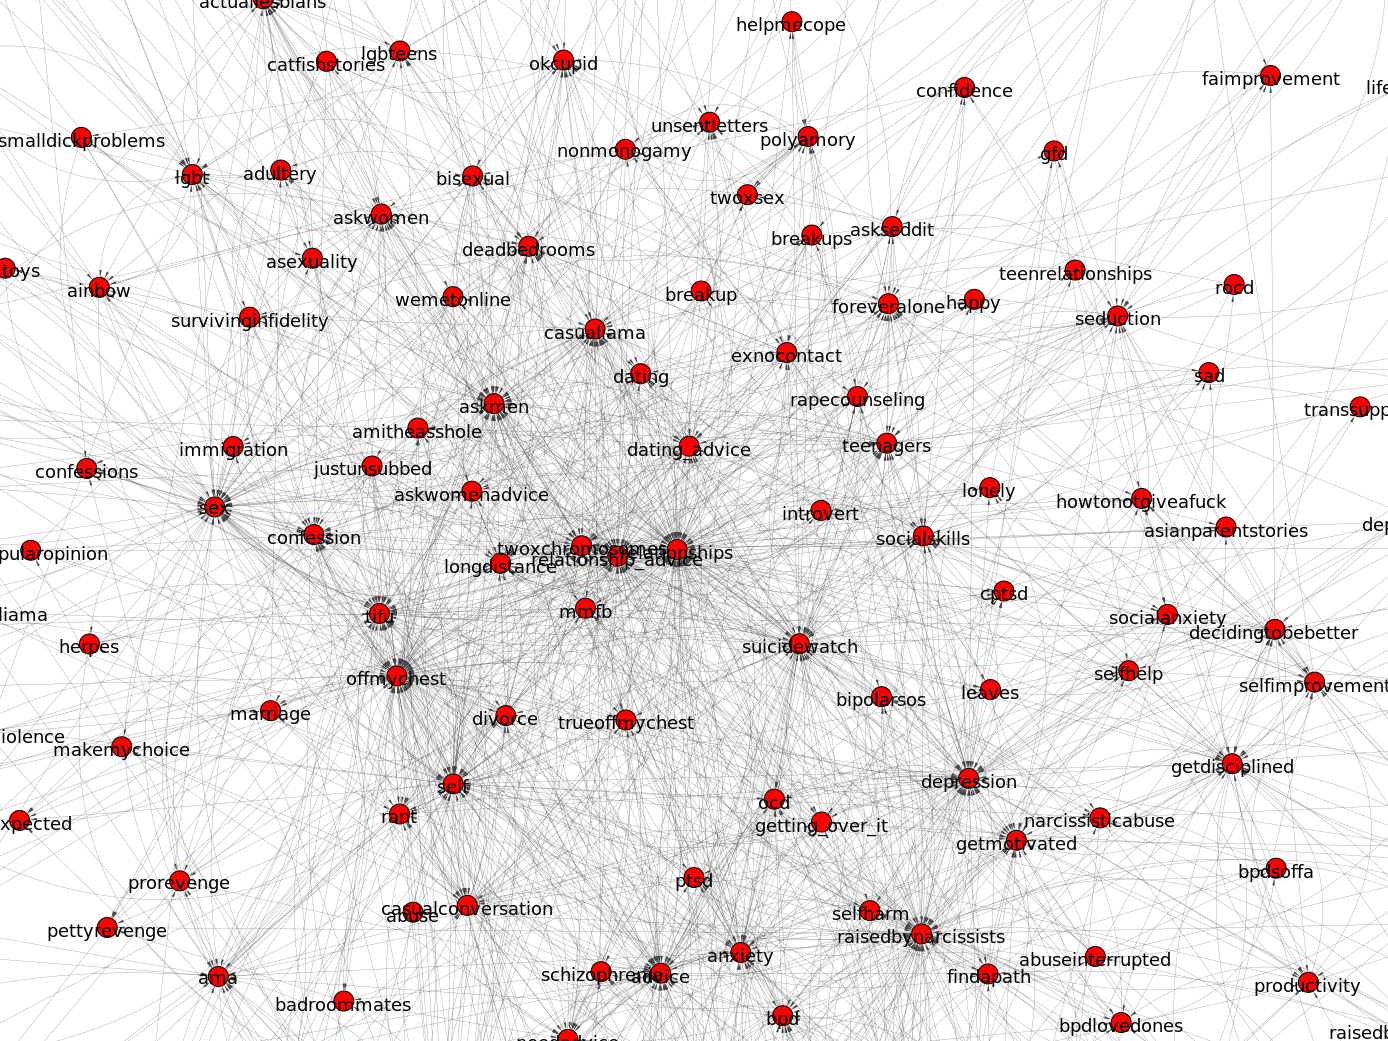 actuallesbians
helpmecope
lgbteens
catfishstories
okcupid
faimprovement
life
confidence
unsentletters
smalldickproblems
polyamory
nonmonogamy
gfd
lgbt
adultery
bisexual
twoxsex
askwomen
askseddit
breakups
deadbedrooms
asexuality
toys
teenrelationships
rocd
ainbow
breakup
wemetonline
happy
foreveralone
survivinginfidelity
seduction
casualiama
exnocontact
dating
sad
rapecounseling
askmen
transsupp
amitheasshole
teenagers
immigration
dating_advice
justunsubbed
confessions
lonely
askwomenadvice
howtonotgiveafuck
sex
introvert
dep
asianparentstories
confession
socialskills
twoxchromosomes
relationships
pularopinion
relationship_advice
longdistance
cptsd
mmfb
liama
tifu
socialanxiety
decidingtobebetter
herpes
suicidewatch
selfhelp
offmychest
selfimprovement
leaves
bipolarsos
marriage
divorce
trueoffmychest
iolence
makemychoice
getdisciplined
depression
self
ocd
rant
narcissisticabuse
xpected
getting_over_it
getmotivated
bpdsoffa
ptsd
prorevenge
casualconversation
selfharm
abuse
pettyrevenge
raisedbynarcissists
anxiety
abuseinterrupted
schizophrenia
advice
findapath
ama
productivity
badroommates
bpd
bpdlovedones
raisedb
needadvice